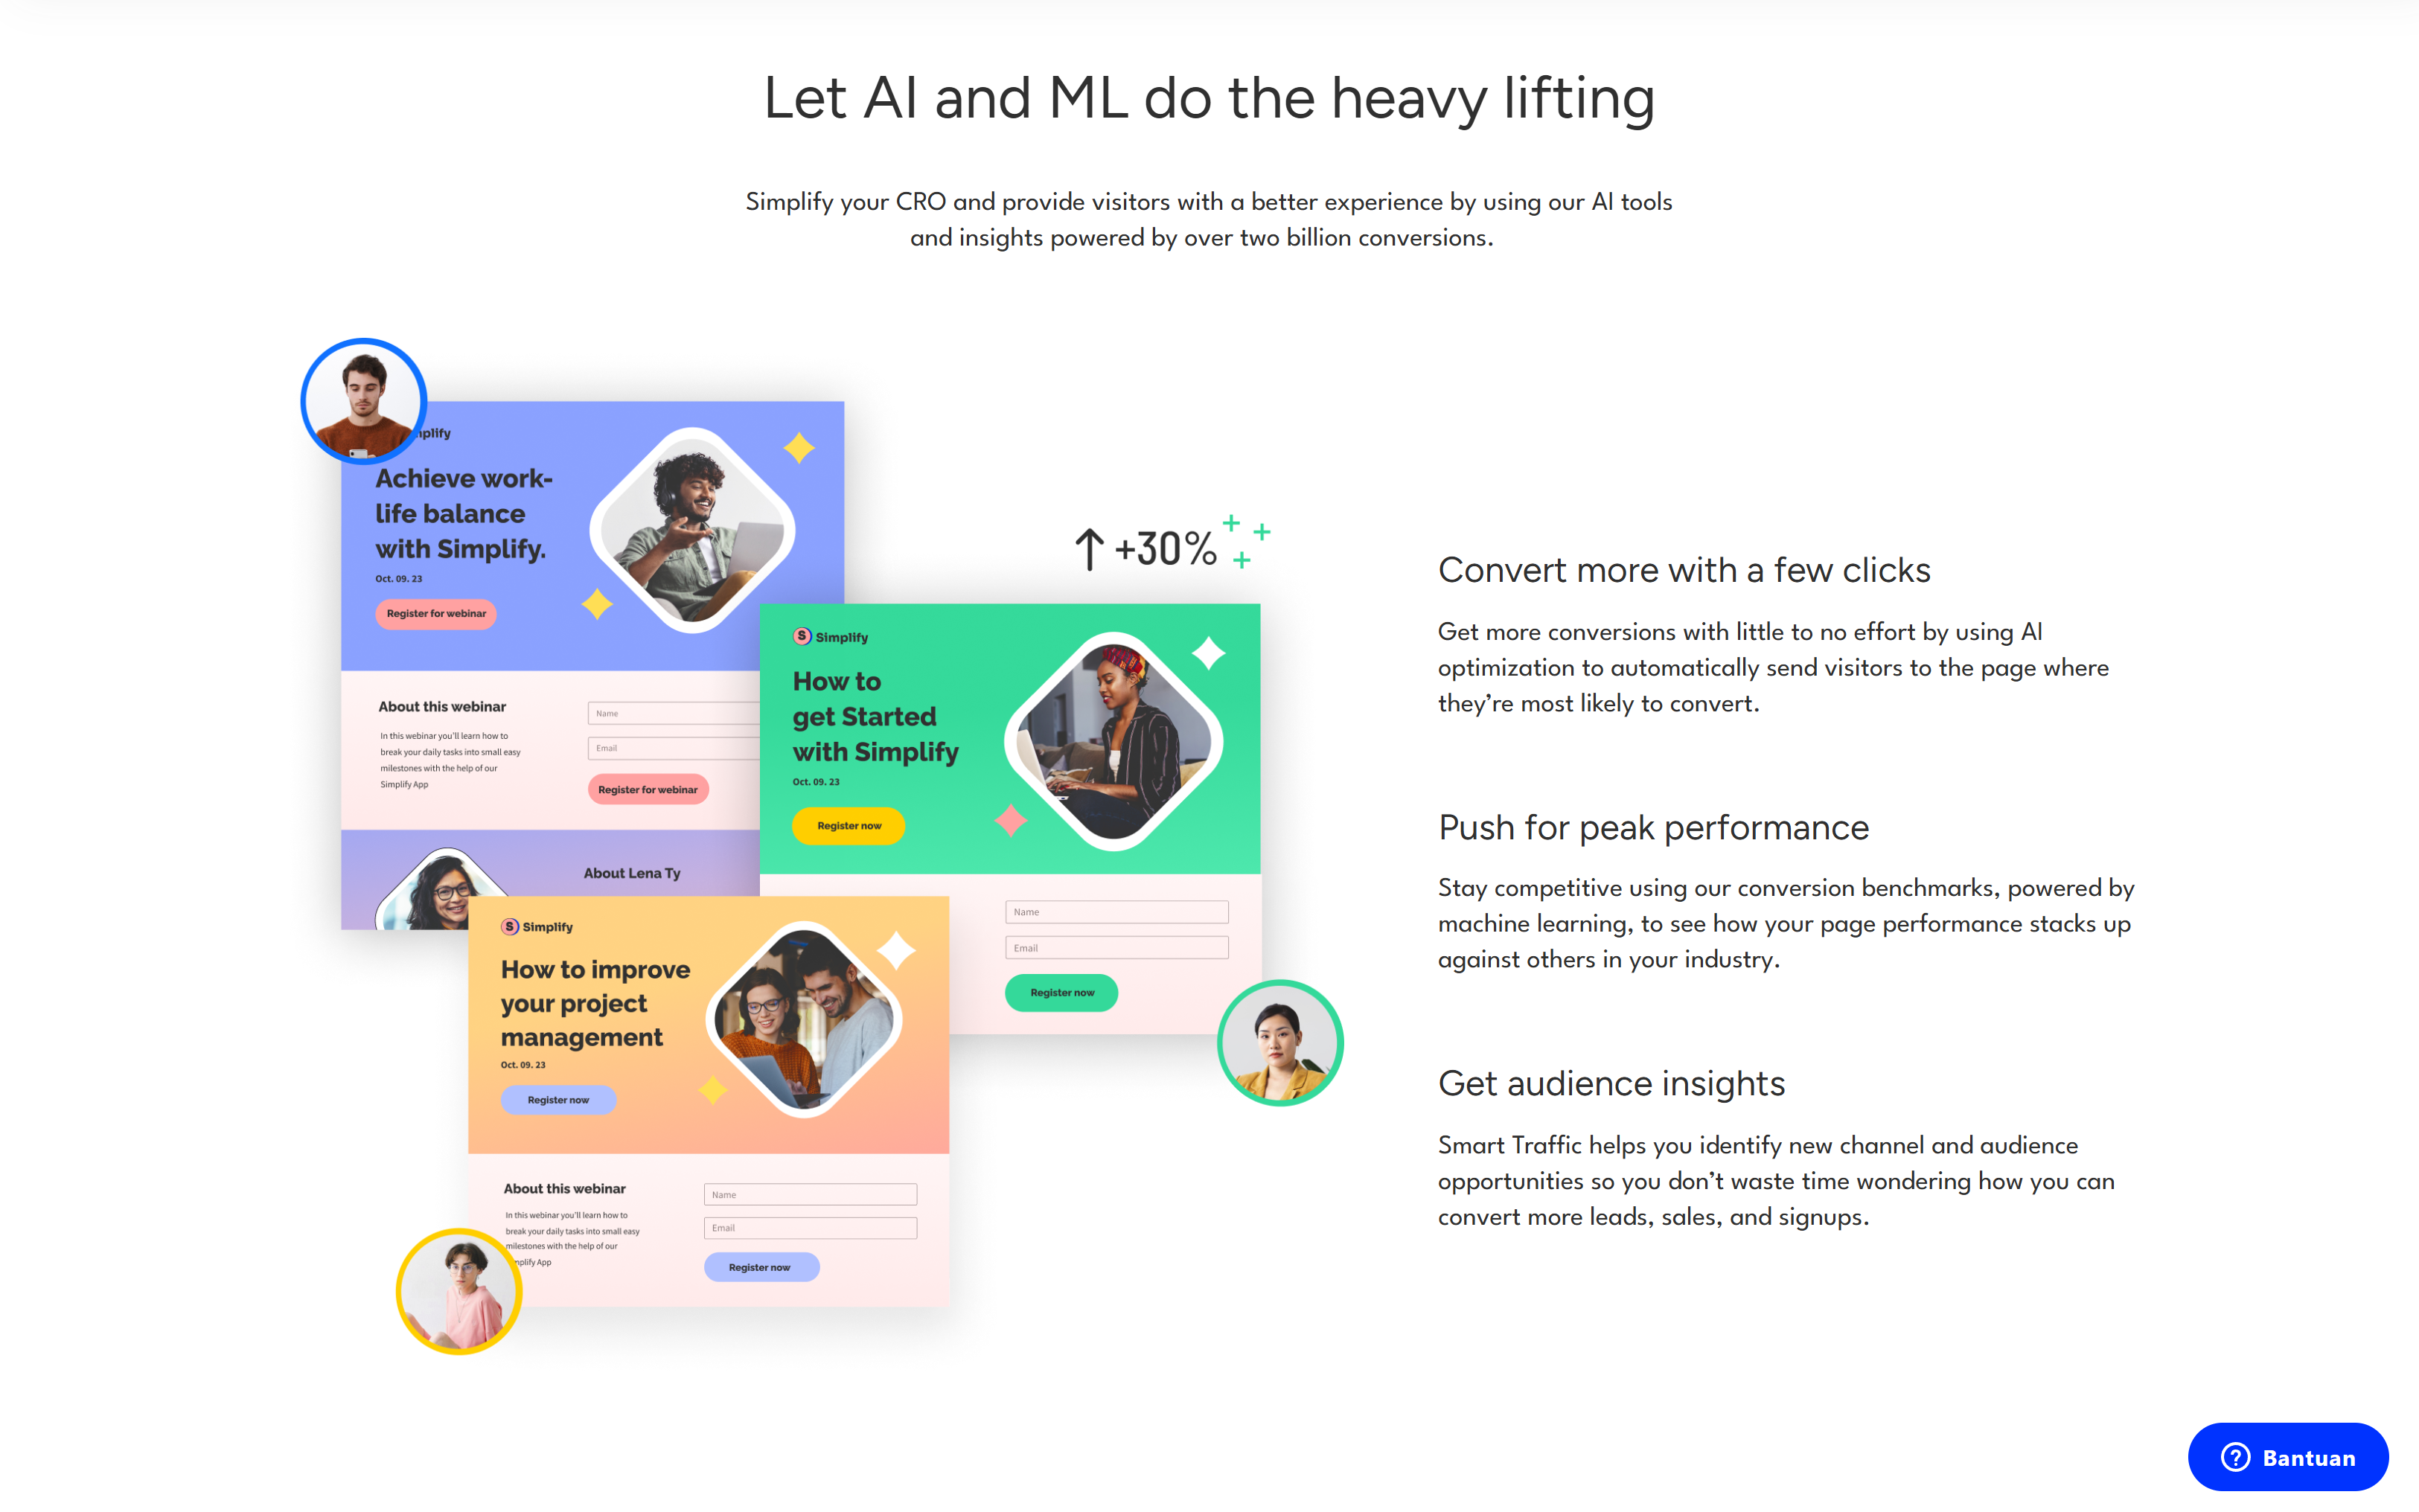 Let AI and ML do the heavy lifting
Simplify your CRO and provide visitors with a better experience by using our AI tools
and insights powered by over two billion conversions.
Achieve work-
life balance
with Simplify.
Oct. 09. 23
Register for webinar
About this webinar
In this webinar you'll learn how to
break your daily tasks into small easy
milestones with the help of our
Simplify App
Name
Email
Register for webinar
About Lena Ty
+30%
S Simplify
How to
get Started
with Simplify
Oct. 09. 23
Register now
Name
Email
Register now
S Simplify
How to improve
your project
management
Oct. 09. 23
Register now
About this webinar
In this webinar you'll learn how to
break your daily tasks into small easy
milestones with the help of our
App
Name
Email
Register now
Convert more with a few clicks
Get more conversions with little to no effort by using AI
optimization to automatically send visitors to the page where
they’re most likely to convert.
Push for peak performance
Stay competitive using our conversion benchmarks, powered by
machine learning, to see how your page performance stacks up
against others in your industry.
Get audience insights
Smart Traffic helps you identify new channel and audience
opportunities so you don’t waste time wondering how you can
convert more leads, sales, and signups.
Bantuan